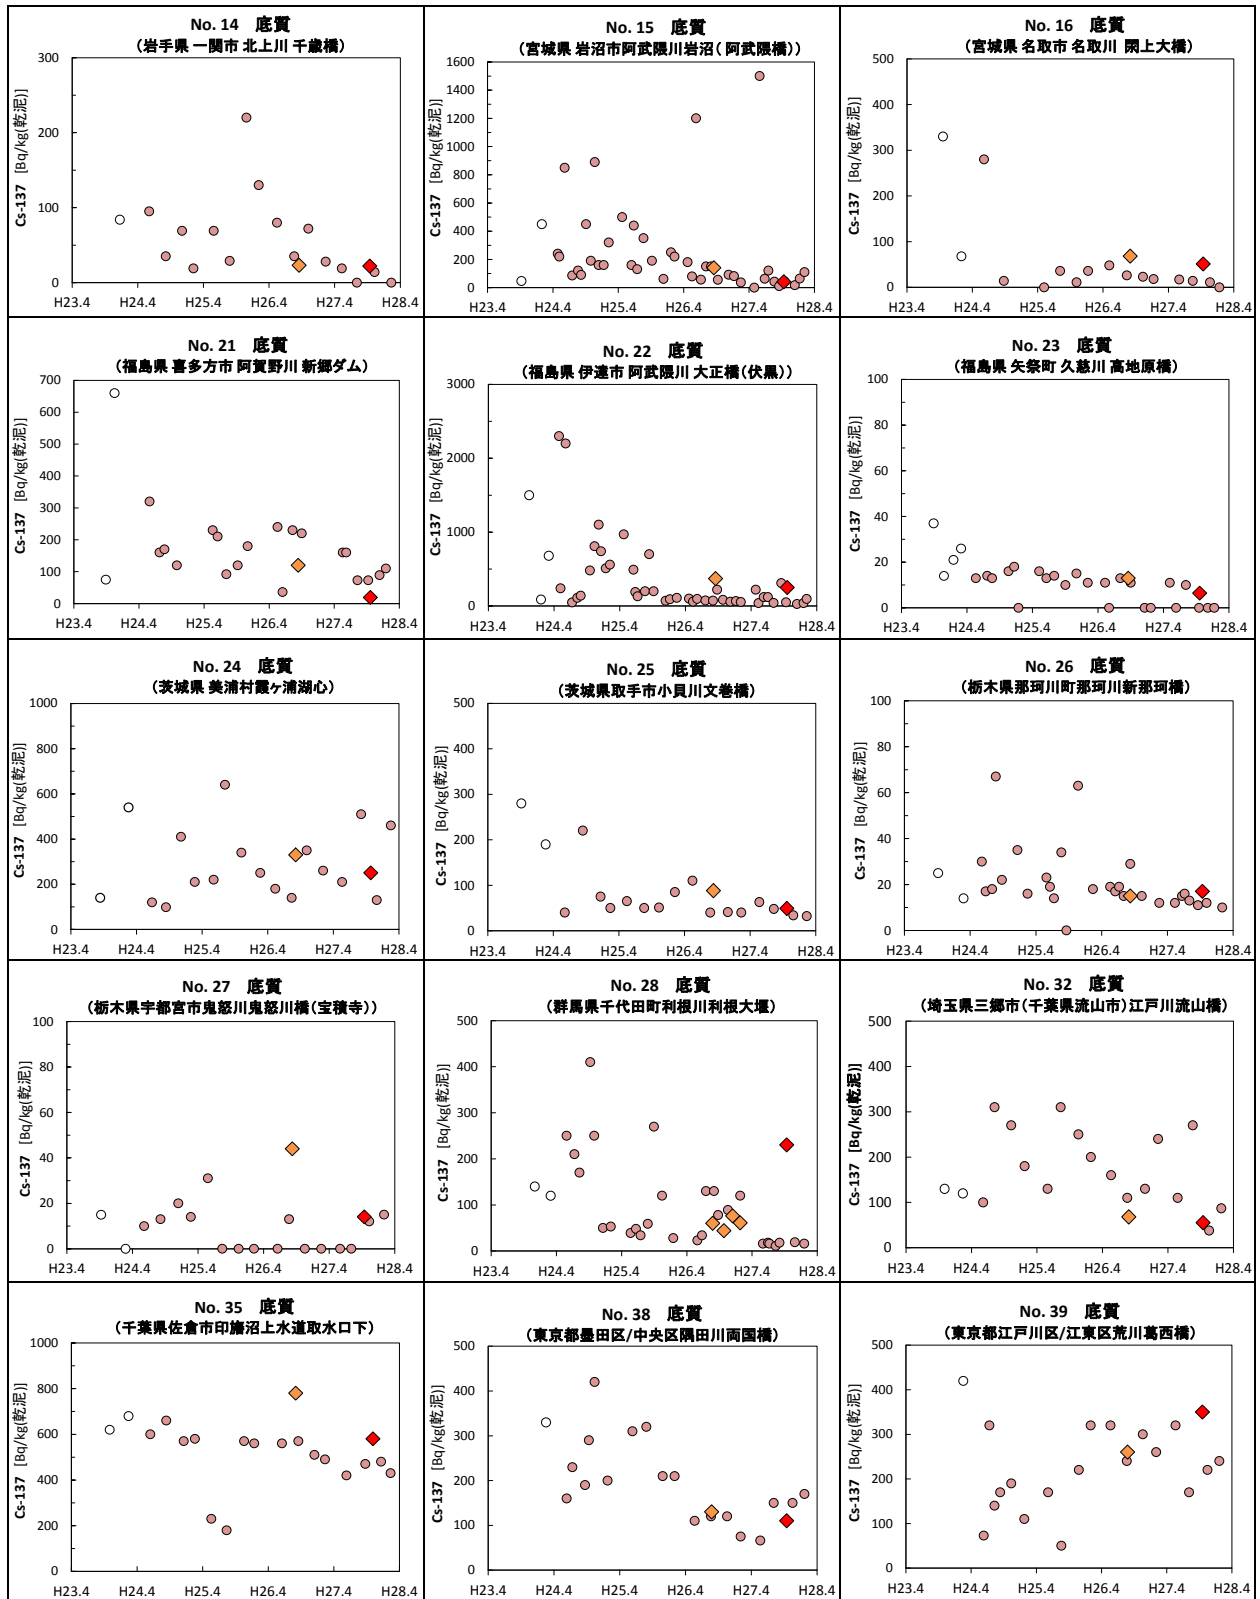 No. 14　底質
（岩手県 一関市 北上川 千歳橋）
Cs-137 [Bq/kg(乾泥)]
300
200
100
0
H23.4 H24.4 H25.4 H26.4 H27.4 H28.4
No. 15　底質
（宮城県 岩沼市阿武隈川岩沼（ 阿武隈橋））
Cs-137 [Bq/kg(乾泥)]
1600
1400
1200
1000
800
600
400
200
0
H23.4 H24.4 H25.4 H26.4 H27.4 H28.4
No. 16　底質
（宮城県 名取市 名取川 閖上大橋）
Cs-137 [Bq/kg(乾泥)]
500
400
300
200
100
0
H23.4 H24.4 H25.4 H26.4 H27.4 H28.4
No. 21　底質
（福島県 喜多方市 阿賀野川 新郷ダム）
Cs-137 [Bq/kg(乾泥)]
700
600
500
400
300
200
100
0
H23.4 H24.4 H25.4 H26.4 H27.4 H28.4
No. 22　底質
（福島県 伊達市 阿武隈川 大正橋（伏黒））
Cs-137 [Bq/kg(乾泥)]
3000
2000
1000
0
H23.4 H24.4 H25.4 H26.4 H27.4 H28.4
No. 23　底質
（福島県 矢祭町 久慈川 高地原橋）
Cs-137 [Bq/kg(乾泥)]
100
80
60
40
20
0
H23.4 H24.4 H25.4 H26.4 H27.4 H28.4
No. 24　底質
（茨城県 美浦村霞ヶ浦湖心）
Cs-137 [Bq/kg(乾泥)]
1000
800
600
400
200
0
H23.4 H24.4 H25.4 H26.4 H27.4 H28.4
No. 25　底質
（茨城県取手市小貝川文巻橋）
Cs-137 [Bq/kg(乾泥)]
500
400
300
200
100
0
H23.4 H24.4 H25.4 H26.4 H27.4 H28.4
No. 26　底質
（栃木県那珂川町那珂川新那珂橋）
Cs-137 [Bq/kg(乾泥)]
100
80
60
40
20
0
H23.4 H24.4 H25.4 H26.4 H27.4 H28.4
No. 27　底質
（栃木県宇都宮市鬼怒川鬼怒川橋（宝積寺））
Cs-137 [Bq/kg(乾泥)]
100
80
60
40
20
0
H23.4 H24.4 H25.4 H26.4 H27.4 H28.4
No. 28　底質
（群馬県千代田町利根川利根大堰）
Cs-137 [Bq/kg(乾泥)]
500
400
300
200
100
0
H23.4 H24.4 H25.4 H26.4 H27.4 H28.4
No. 32　底質
（埼玉県三郷市（千葉県流山市）江戸川流山橋）
Cs-137 [Bq/kg(乾泥)]
500
400
300
200
100
0
H23.4 H24.4 H25.4 H26.4 H27.4 H28.4
No. 35　底質
（千葉県佐倉市印旛沼上水道取水口下）
Cs-137 [Bq/kg(乾泥)]
1000
800
600
400
200
0
H23.4 H24.4 H25.4 H26.4 H27.4 H28.4
No. 38　底質
（東京都墨田区/中央区隅田川両国橋）
Cs-137 [Bq/kg(乾泥)]
500
400
300
200
100
0
H23.4 H24.4 H25.4 H26.4 H27.4 H28.4
No. 39　底質
（東京都江戸川区/江東区荒川葛西橋）
Cs-137 [Bq/kg(乾泥)]
500
400
300
200
100
0
H23.4 H24.4 H25.4 H26.4 H27.4 H28.4